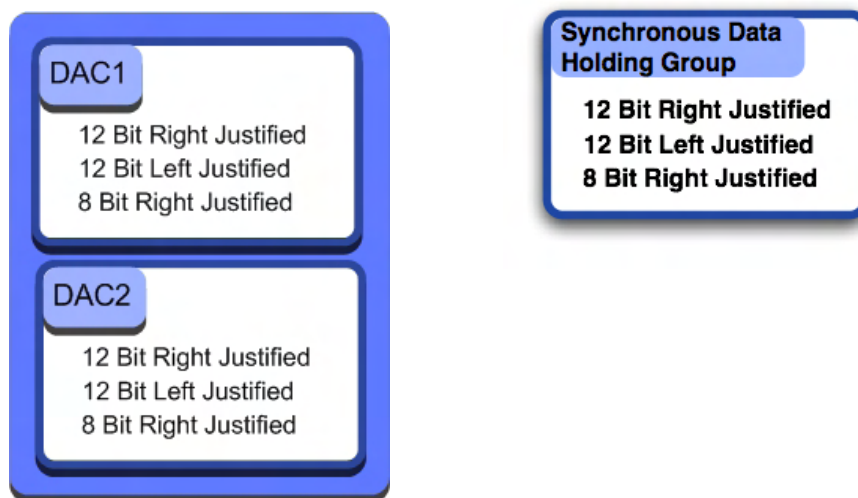 DAC1
12 Bit Right Justified
12 Bit Left Justified
8 Bit Right Justified
DAC2
12 Bit Right Justified
12 Bit Left Justified
8 Bit Right Justified
Synchronous Data
Holding Group
12 Bit Right Justified
12 Bit Left Justified
8 Bit Right Justified